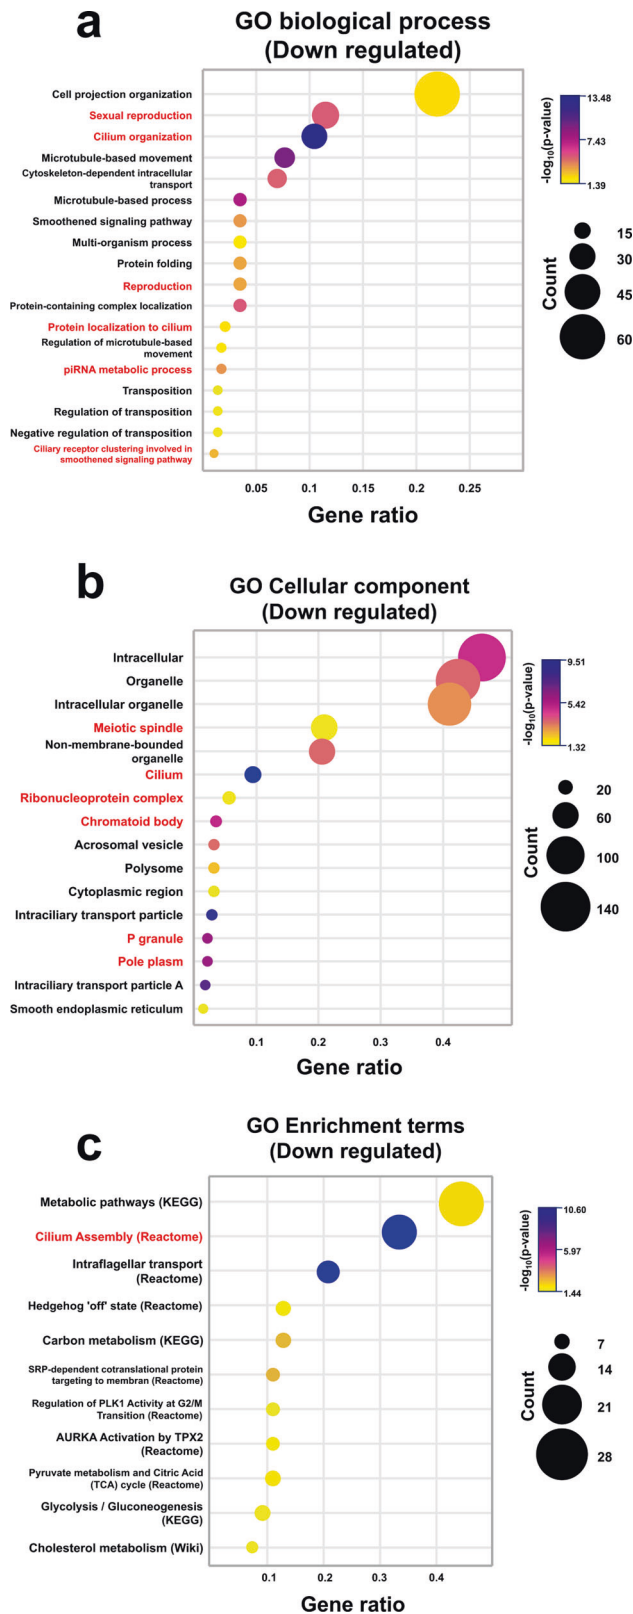 a
GO biological process
(Down regulated)
Cell projection organization
Sexual reproduction
Cilium organization
Microtubule-based movement
Cytoskeleton-dependent intracellular
transport
Microtubule-based process
Smoothened signaling pathway
Multi-organism process
Protein folding
Reproduction
Protein-containing complex localization
Protein localization to cilium
Regulation of microtubule-based
movement
piRNA metabolic process
Transposition
Regulation of transposition
Negative regulation of transposition
Ciliary receptor clustering involved in
smoothened signaling pathway
0.05 0.1 0.15 0.2 0.25
Gene ratio
-log10(p-value)
13.48
7.43
1.39
Count
15
30
45
60
b
GO Cellular component
(Down regulated)
Intracellular
Organelle
Intracellular organelle
Meiotic spindle
Non-membrane-bounded
organelle
Cilium
Ribonucleoprotein complex
Chromatoid body
Acrosomal vesicle
Polysome
Cytoplasmic region
Intraciliary transport particle
P granule
Pole plasm
Intraciliary transport particle A
Smooth endoplasmic reticulum
0.1 0.2 0.3 0.4
Gene ratio
-log10(p-value)
9.51
5.42
1.32
Count
20
60
100
140
c
GO Enrichment terms
(Down regulated)
Metabolic pathways (KEGG)
Cilium Assembly (Reactome)
Intraflagellar transport
(Reactome)
Hedgehog 'off' state (Reactome)
Carbon metabolism (KEGG)
SRP-dependent cotranslational protein
targeting to membran (Reactome)
Regulation of PLK1 Activity at G2/M
Transition (Reactome)
AURKA Activation by TPX2
(Reactome)
Pyruvate metabolism and Citric Acid
(TCA) cycle (Reactome)
Glycolysis / Gluconeogenesis
(KEGG)
Cholesterol metabolism (Wiki)
0.1 0.2 0.3 0.4
Gene ratio
-log10(p-value)
10.60
5.97
1.44
Count
7
14
21
28